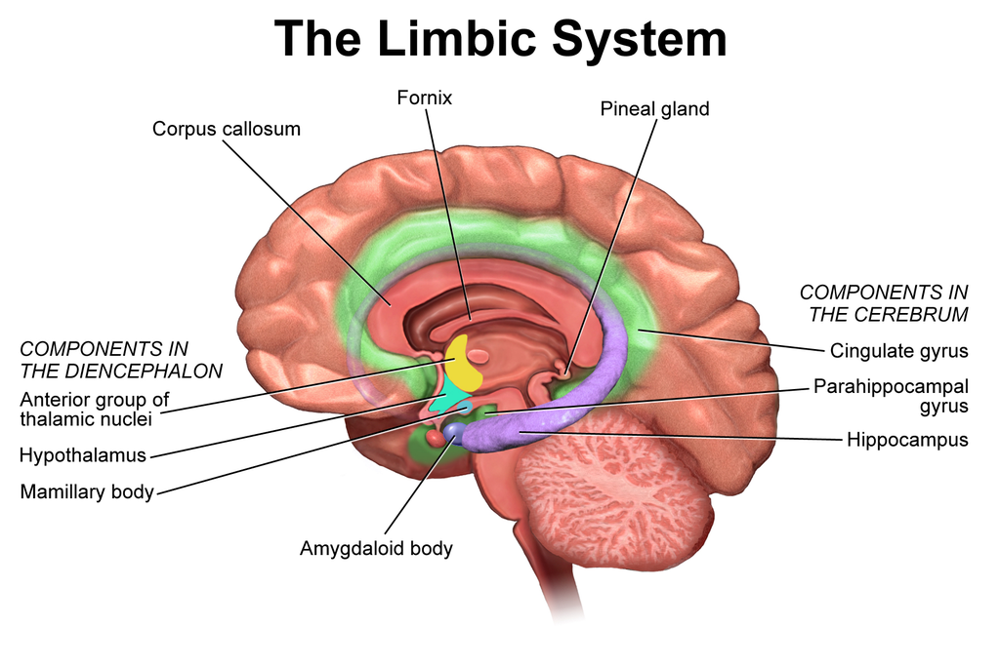 The Limbic System
Fornix
Pineal gland
Corpus callosum
COMPONENTS IN
THE CEREBRUM
COMPONENTS IN
THE DIENCEPHALON
Cingulate gyrus
Parahippocampal
gyrus
Anterior group of
thalamic nuclei
Hippocampus
Hypothalamus
Mamillary body
Amygdaloid body